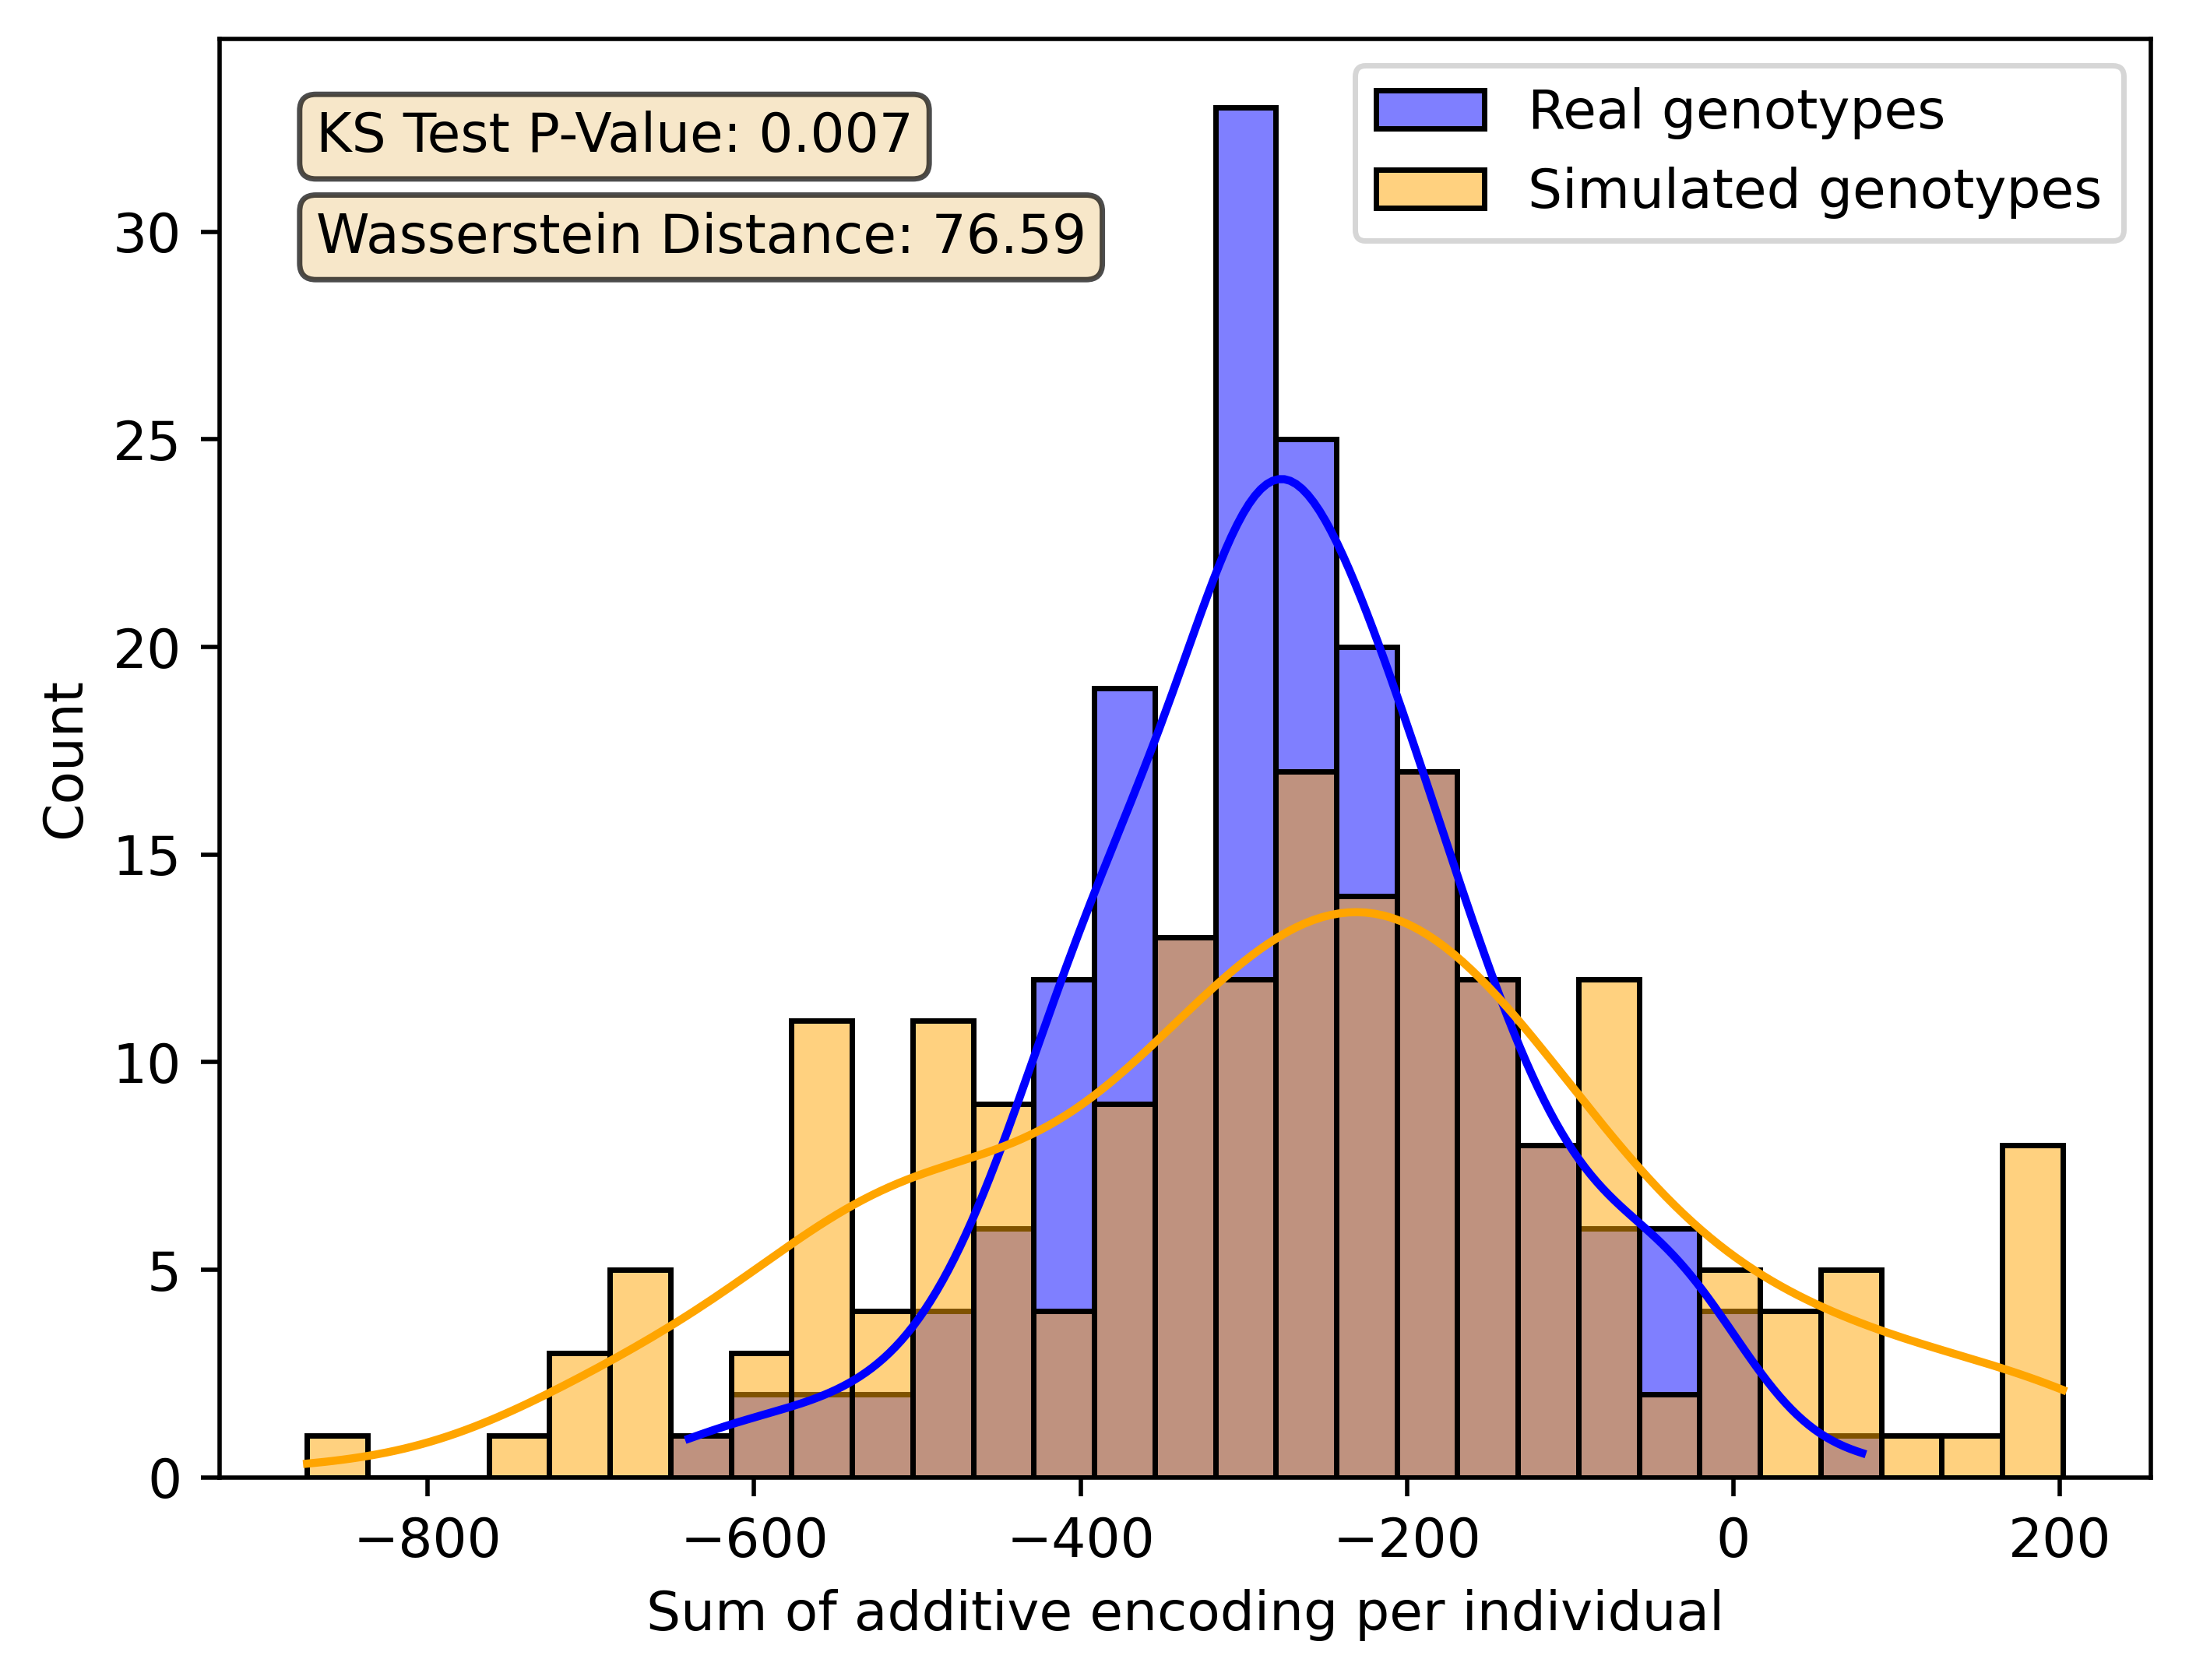 KS Test P-Value: 0.007
Wasserstein Distance: 76.59
Real genotypes
Simulated genotypes
Count
30
25
20
15
10
5
0
−800
−600
−400
−200
0
200
Sum of additive encoding per individual